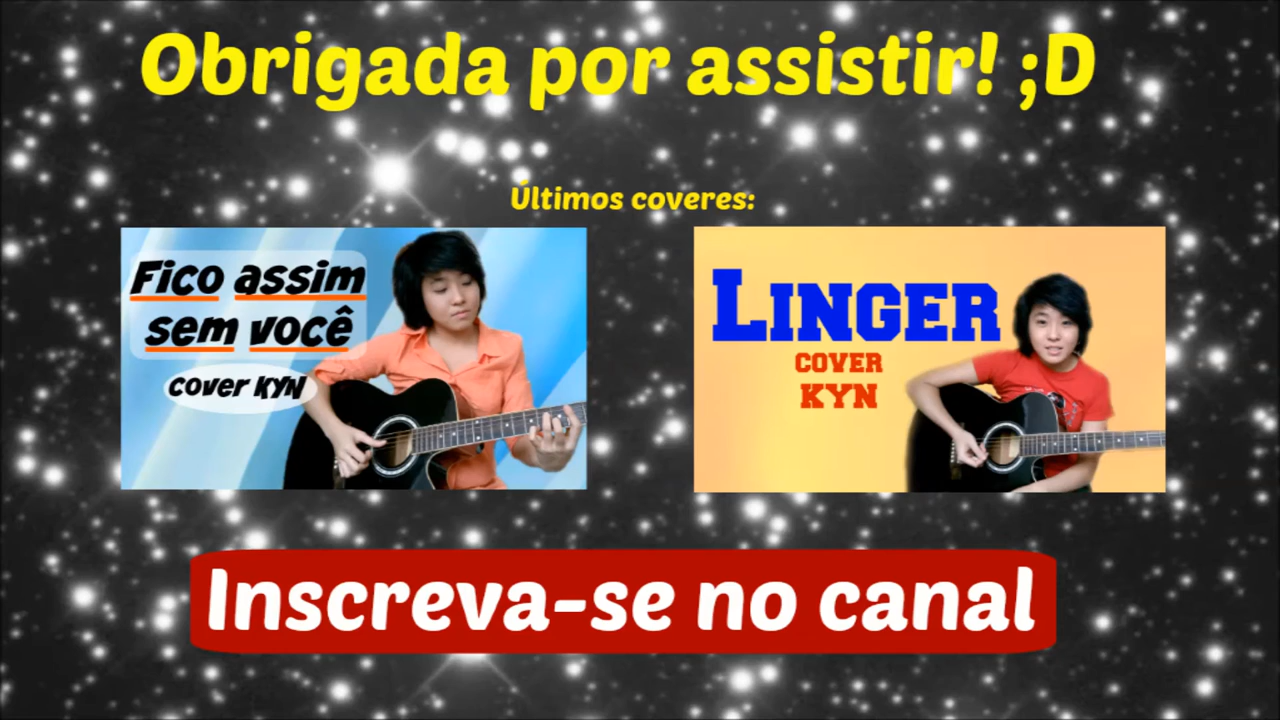 Obrigada por assistir! ;D
Últimos coveres:
Fico assim
sem você
cover KYN
LINGER
COVER
KYN
Inscreva-se no canal